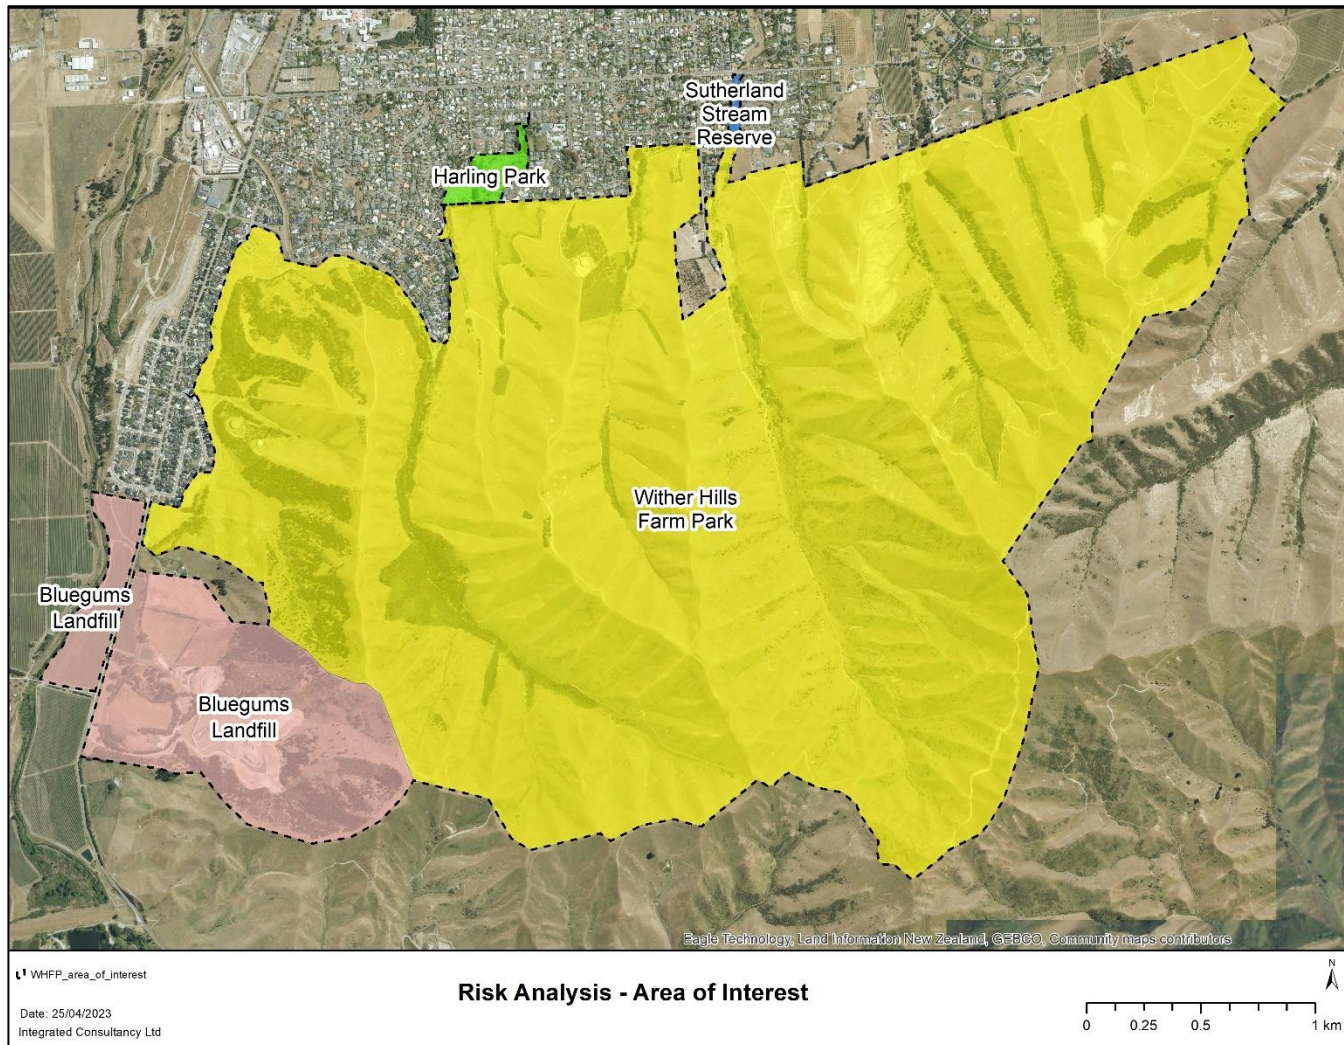 Sutherland
Stream
Reserve
Harling Park
Wither Hills
Farm Park
Bluegums
Landfill
Bluegums
Landfill
Eagle Technology, Land Information New Zealand, GEBCO, Community maps contributors
WHFP_area_of_interest
Risk Analysis - Area of Interest
Date: 25/04/2023
Integrated Consultancy Ltd
N
0 0.25 0.5 1 km